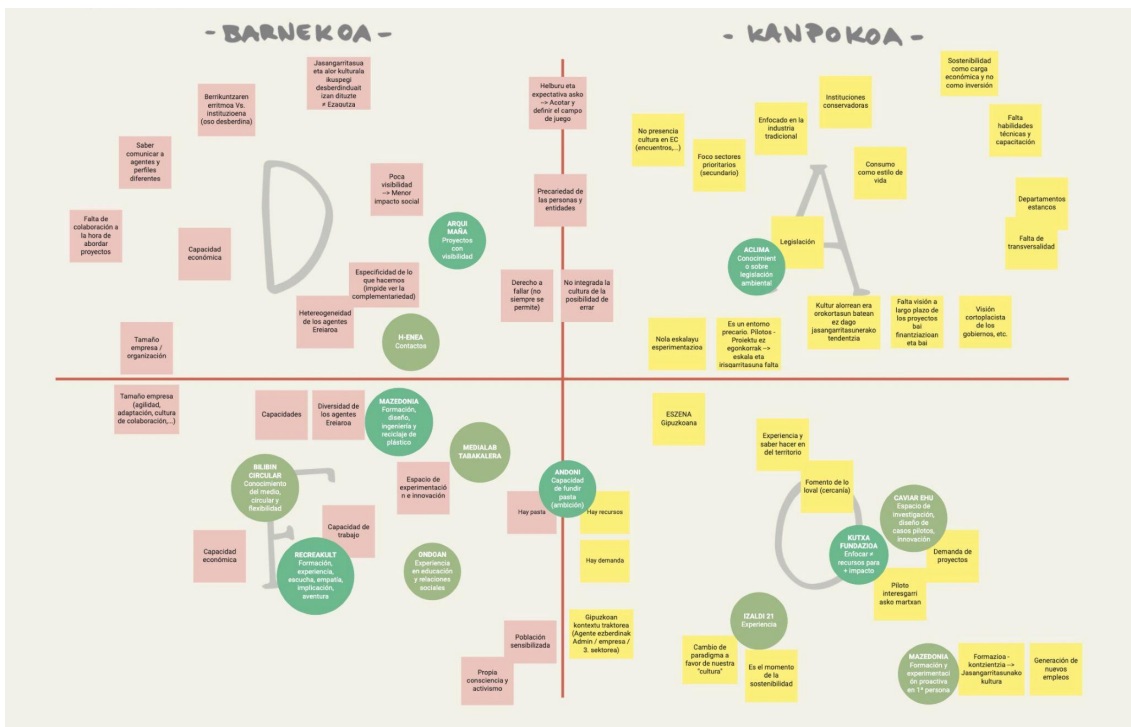 - BARNEKOA -
- KANPOKOA -
D
Jasangarritasua
eta alor kulturala
ikuspegi
desberdinduait
izan dituzte
≠ Ezagutza
Berrikuntzaren
erritmoa Vs.
instituzioena
(oso desberdina)
Saber
comunicar a
agentes y
perfiles
diferentes
Falta de
colaboración a
la hora de
abordar
proyectos
Capacidad
económica
Poca
visibilidad
--> Menor
impacto social
ARQUI
MAÑA
Proyectos
con
visibilidad
Especificidad de lo
que hacemos
(impide ver la
complementariedad)
Hetereogeneidad
de los agentes
Ereiaroa
H-ENEA
Contactos
Tamaño
empresa /
organización
Helburu eta
expectativa asko
--> Acotar y
definir el campo
de juego
Precariedad de
las personas y
entidades
Derecho a
fallar (no
siempre se
permite)
No integrada la
cultura de la
posibilidad de
errar
A
Sostenibilidad
como carga
económica y no
como inversión
Instituciones
conservadoras
Enfocado en la
industria
tradicional
No presencia
cultura en EC
(encuentros,...)
Foco sectores
prioritarios
(secundario)
Consumo
como estilo de
vida
Falta
habilidades
técnicas y
capacitación
Departamentos
estancos
Falta de
transversalidad
Legislación
ACLIMA
Conocimient
o sobre
legislación
ambiental
Nola eskalayu
esperimentazioa
Es un entorno
precario. Pilotos -
Proiektu ez
egonkorrak -->
eskala eta
irisgarritasuna falta
Kultur alorrean era
orokortasun batean
ez dago
jasangarritasunerako
tendentzia
Falta visión a
largo plazo de
los proyectos bai
finantziazioan
eta bai
Visión
cortoplacista
de los
gobiernos, etc.
F
Tamaño empresa
(agilidad,
adaptación, cultura
de colaboración,...)
Capacidades
Diversidad de
los agentes
Ereiaroa
MAZEDONIA
Formación,
diseño,
ingeniería y
reciclaje de
plástico
MEDIALAB
TABAKALERA
BILIBIN
CIRCULAR
Conocimiento
del medio,
circular y
flexibilidad
Espacio de
experimentació
n e innovación
Capacidad de
trabajo
Capacidad
económica
RECREAKULT
Formación,
experiencia,
escucha, empatía,
implicación,
aventura
ONDOAN
Experiencia
en educación
y relaciones
sociales
Población
sensibilizada
Propia
consciencia y
activismo
ANDONI
Capacidad
de fundir
pasta
(ambición)
Hay pasta
Hay recursos
Hay demanda
Gipuzkoan
kontextu traktorea
(Agente ezberdinak
Admin / empresa /
3. sektorea)
O
ESZENA
Gipuzkoana
Experiencia y
saber hacer en
del territorio
Fomento de lo
loval (cercanía)
CAVIAR EHU
Espacio de
investigación,
diseño de
casos pilotos,
innovación
KUTXA
FUNDAZIOA
Enfocar ≠
recursos para
+ impacto
Demanda de
proyectos
Piloto
interesgarri
asko martxan
IZALDI 21
Experiencia
Cambio de
paradigma a
favor de nuestra
"cultura"
Es el momento
de la
sostenibilidad
MAZEDONIA
Formación y
experimentaci
ón proactiva
en 1ª persona
Formazioa -
kontzientzia -->
Jasangarritasunako
kultura
Generación de
nuevos
empleos